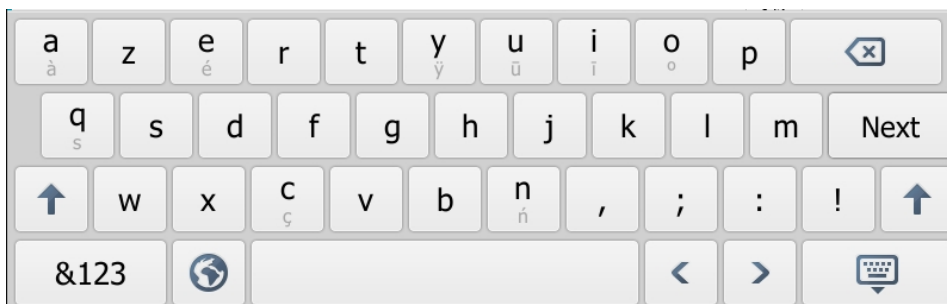 a à z e é r t y ÿ u ū i ī o º p
q s s d f g h j k l m Next
w x c ç v b n ń , ; : !
&123 < >